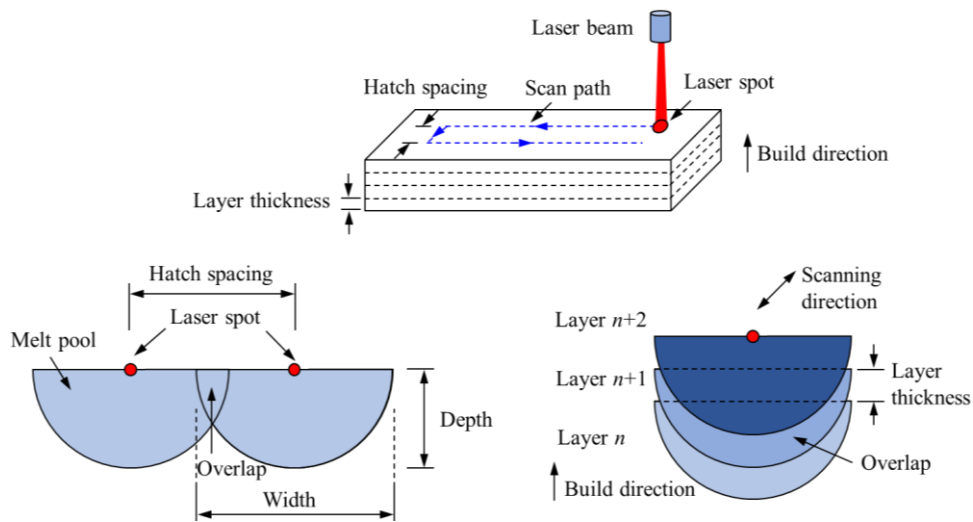 Laser beam
Hatch spacing
Scan path
Laser spot
Build direction
Layer thickness
Hatch spacing
Laser spot
Melt pool
Depth
Overlap
Width
Scanning
direction
Layer n+2
Layer n+1
Layer
thickness
Layer n
Overlap
Build direction